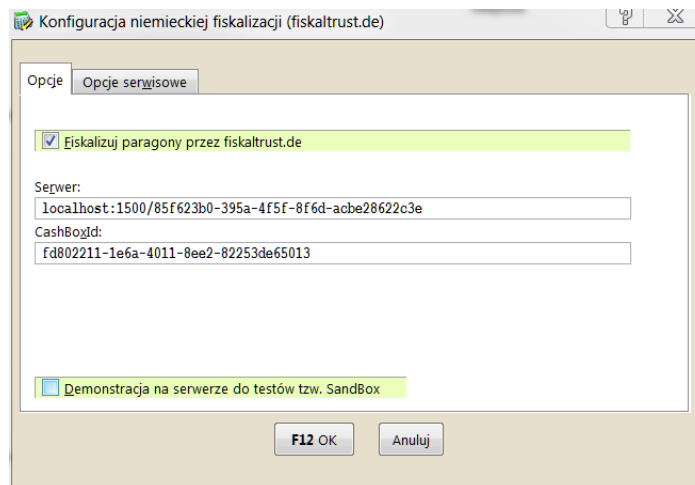 Konfiguracja niemieckiej fiskalizacji (fiskaltrust.de)
Opcje Opcje serwisowe
Fiskalizuj paragony przez fiskaltrust.de
Serwer:
localhost:1500/85f623b0-395a-4f5f-8f6d-acbe28622c3e
CashBoxId:
fd802211-1e6a-4011-8ee2-82253de65013
Demonstracja na serwerze do testów tzw. SandBox
F12 OK Anuluj